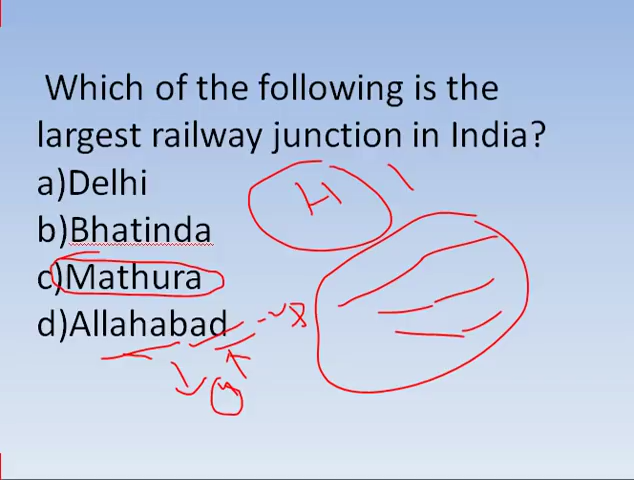 Which of the following is the
largest railway junction in India?
a)Delhi
b)Bhatinda
c)Mathura
d)Allahabad
H